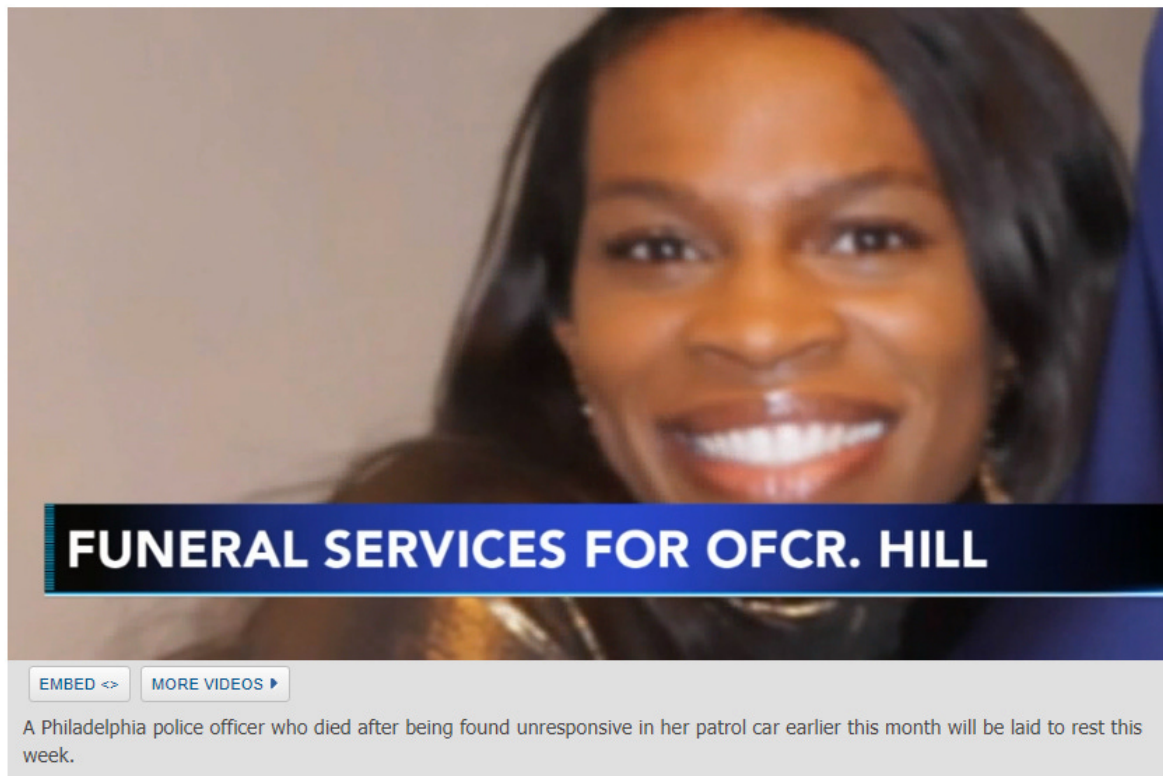 FUNERAL SERVICES FOR OFCR. HILL
EMBED <> MORE VIDEOS
A Philadelphia police officer who died after being found unresponsive in her patrol car earlier this month will be laid to rest this
week.